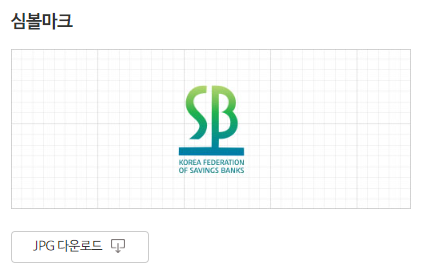 심볼마크
SB
KOREA FEDERATION
OF SAVINGS BANKS
JPG 다운로드